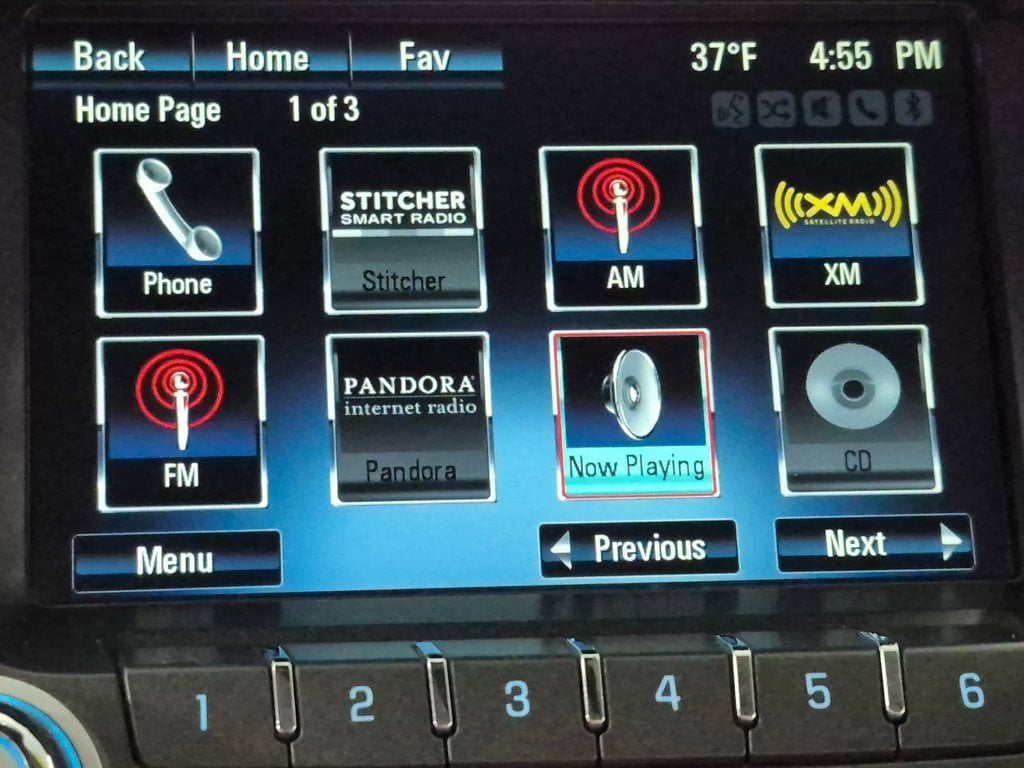 Back Home Fav 37°F 4:55 PM
Home Page 1 of 3
STITCHER
SMART RADIO
XM
SATELLITE RADIO
Phone Stitcher AM XM
PANDORA
internet radio
FM Pandora Now Playing CD
Menu Previous Next
1 2 3 4 5 6